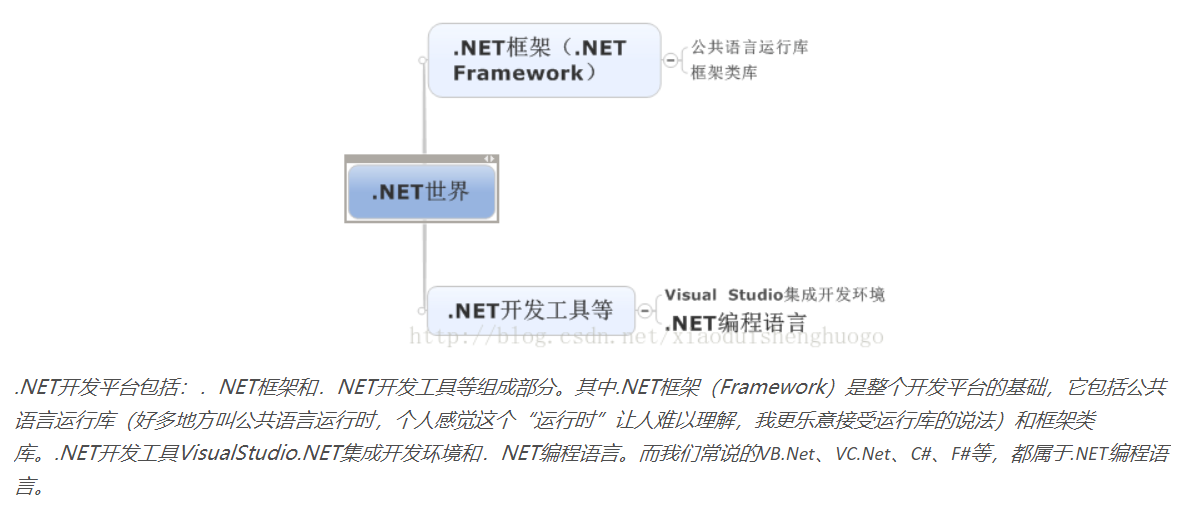 .NET框架（.NET
Framework）
公共语言运行库
框架类库
.NET世界
.NET开发工具等
Visual Studio集成开发环境
.NET编程语言
http://blog.csdn.net/xiaoduishenghuogo
.NET开发平台包括：．NET框架和．NET开发工具等组成部分。其中.NET框架（Framework）是整个开发平台的基础，它包括公共
语言运行库（好多地方叫公共语言运行时，个人感觉这个“运行时”让人难以理解，我更乐意接受运行库的说法）和框架类
库。.NET开发工具VisualStudio.NET集成开发环境和．NET编程语言。而我们常说的VB.Net、VC.Net、C#、F#等，都属于.NET编程语
言。